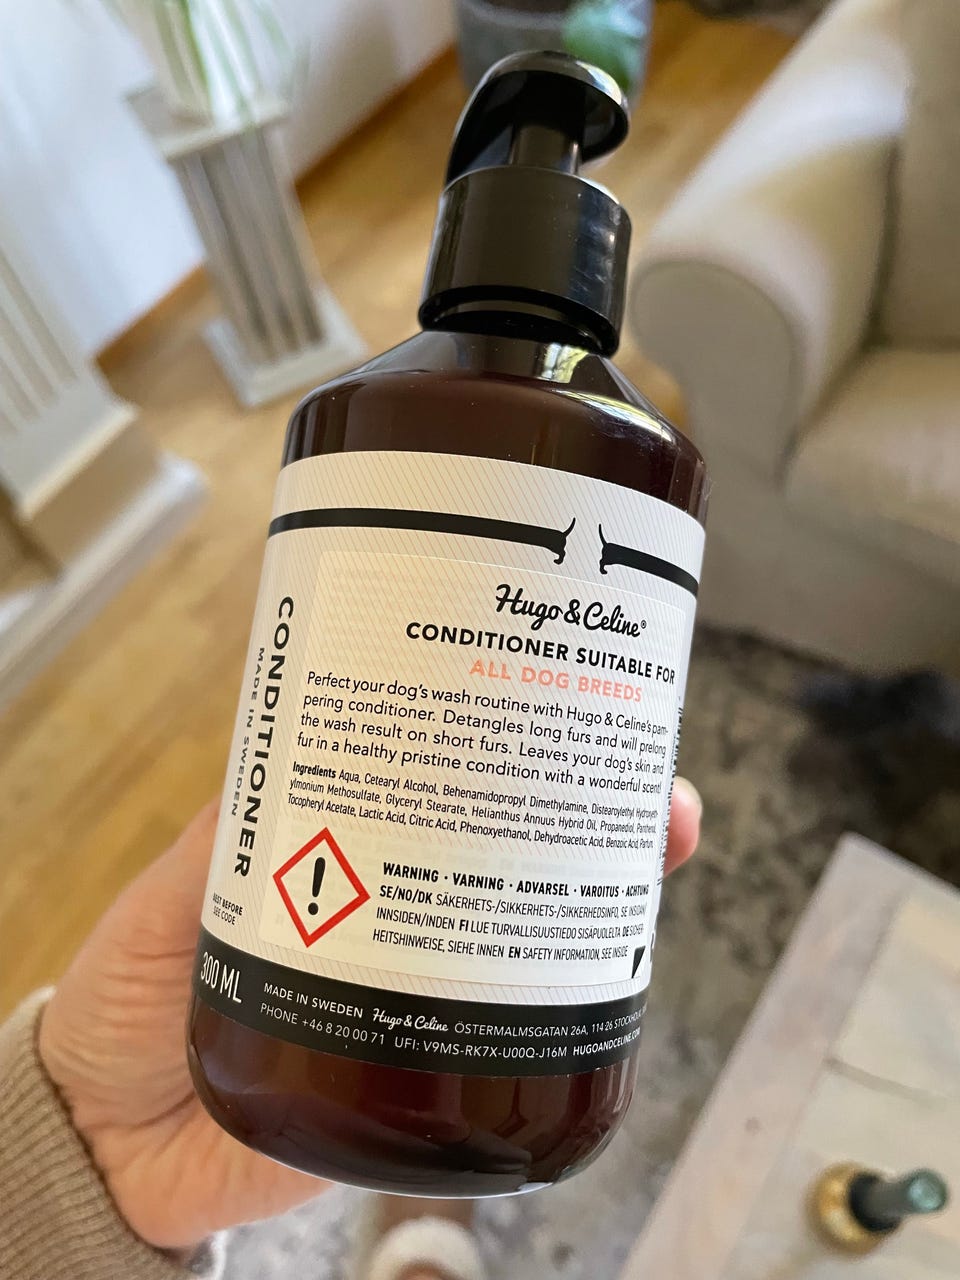 Hugo & Celine®
CONDITIONER SUITABLE FOR
ALL DOG BREEDS
Perfect your dog's wash routine with Hugo & Celine's pam-
pering conditioner. Detangles long furs and will prelong
the wash result on short furs. Leaves your dog's skin and
fur in a healthy pristine condition with a wonderful scent!
Ingredients Aqua, Cetearyl Alcohol, Behenamidopropyl Dimethylamine, Distearoylethyl Hydroxyeth-
ylmonium Methosulfate, Glyceryl Stearate, Helianthus Annuus Hybrid Oil, Propanediol, Panthenol,
Tocopheryl Acetate, Lactic Acid, Citric Acid, Phenoxyethanol, Dehydroacetic Acid, Benzoic Acid, Parfum.
WARNING · VARNING · ADVARSEL · VAROITUS · ACHTUNG
SE/NO/DK SÄKERHETS-/SIKKERHETS-/SIKKERHEDSINFO, SE INSIDAN/
INNSIDEN/INDEN FI LUE TURVALLISUUSTIEDO SISÄPUOLELTA. DE SICHER-
HEITSHINWEISE, SIEHE INNEN EN SAFETY INFORMATION, SEE INSIDE
CONDITIONER
MADE IN SWEDEN
BEST BEFORE
SEE CODE
300 ML
MADE IN SWEDEN Hugo & Celine ÖSTERMALMSGATAN 26A, 114 26 STOCKHOLM
PHONE +46 8 20 00 71 UFI: V9MS-RK7X-U00Q-J16M HUGOANDCELINE.COM